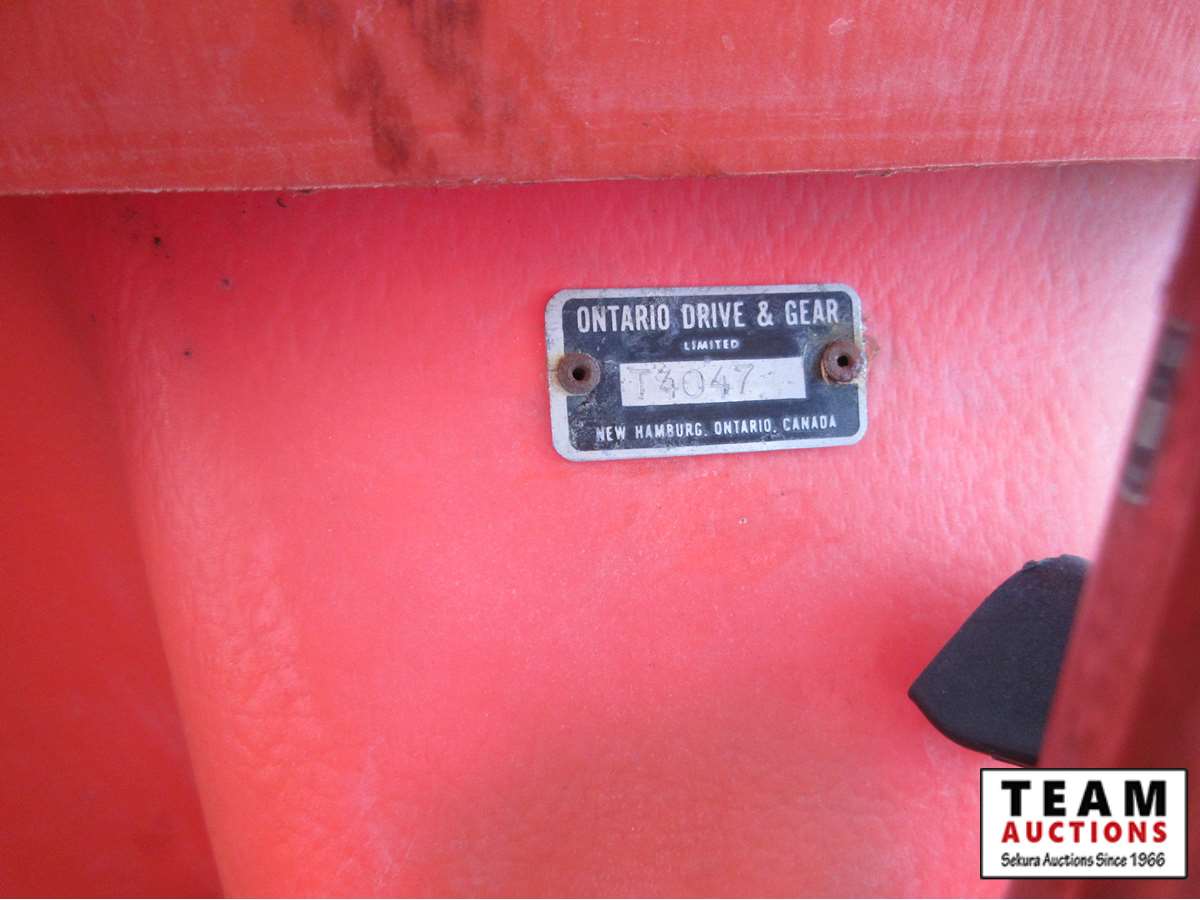 ONTARIO DRIVE & GEAR
LIMITED
T4047
NEW HAMBURG, ONTARIO, CANADA
TEAM
AUCTIONS
Sekura Auctions Since 1966